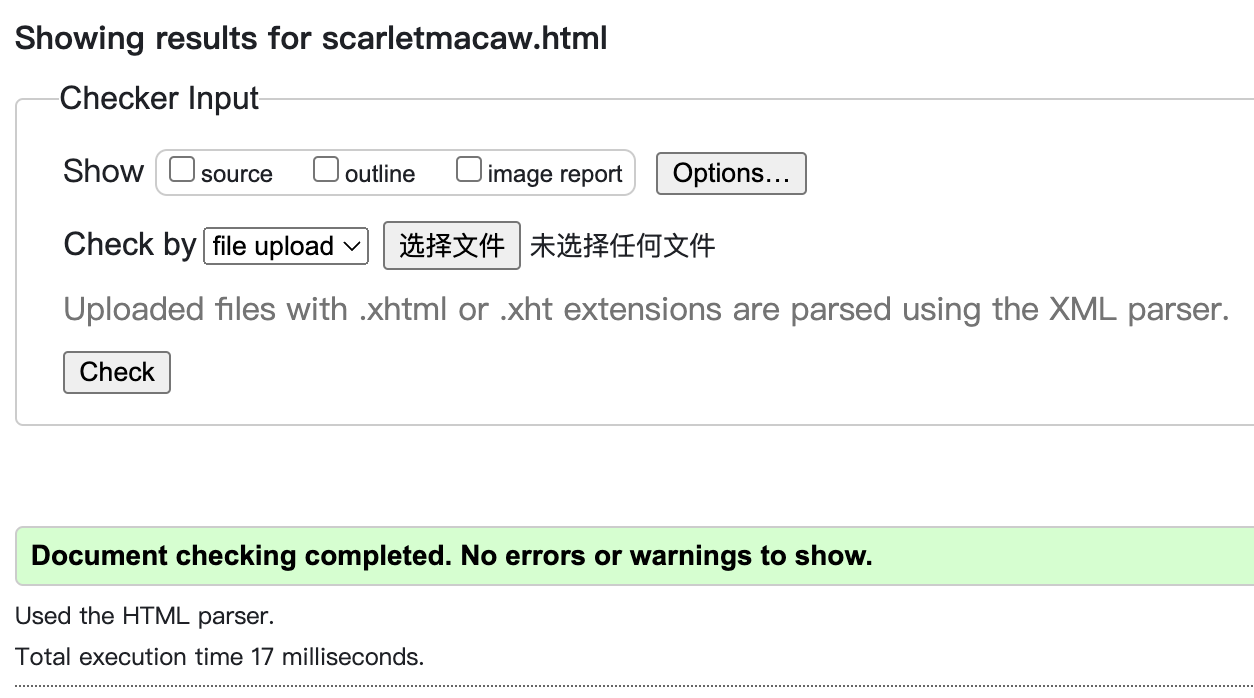 Showing results for scarletmacaw.html
Checker Input
Show source outline image report Options…
Check by file upload 选择文件 未选择任何文件
Uploaded files with .xhtml or .xht extensions are parsed using the XML parser.
Check
Document checking completed. No errors or warnings to show.
Used the HTML parser.
Total execution time 17 milliseconds.